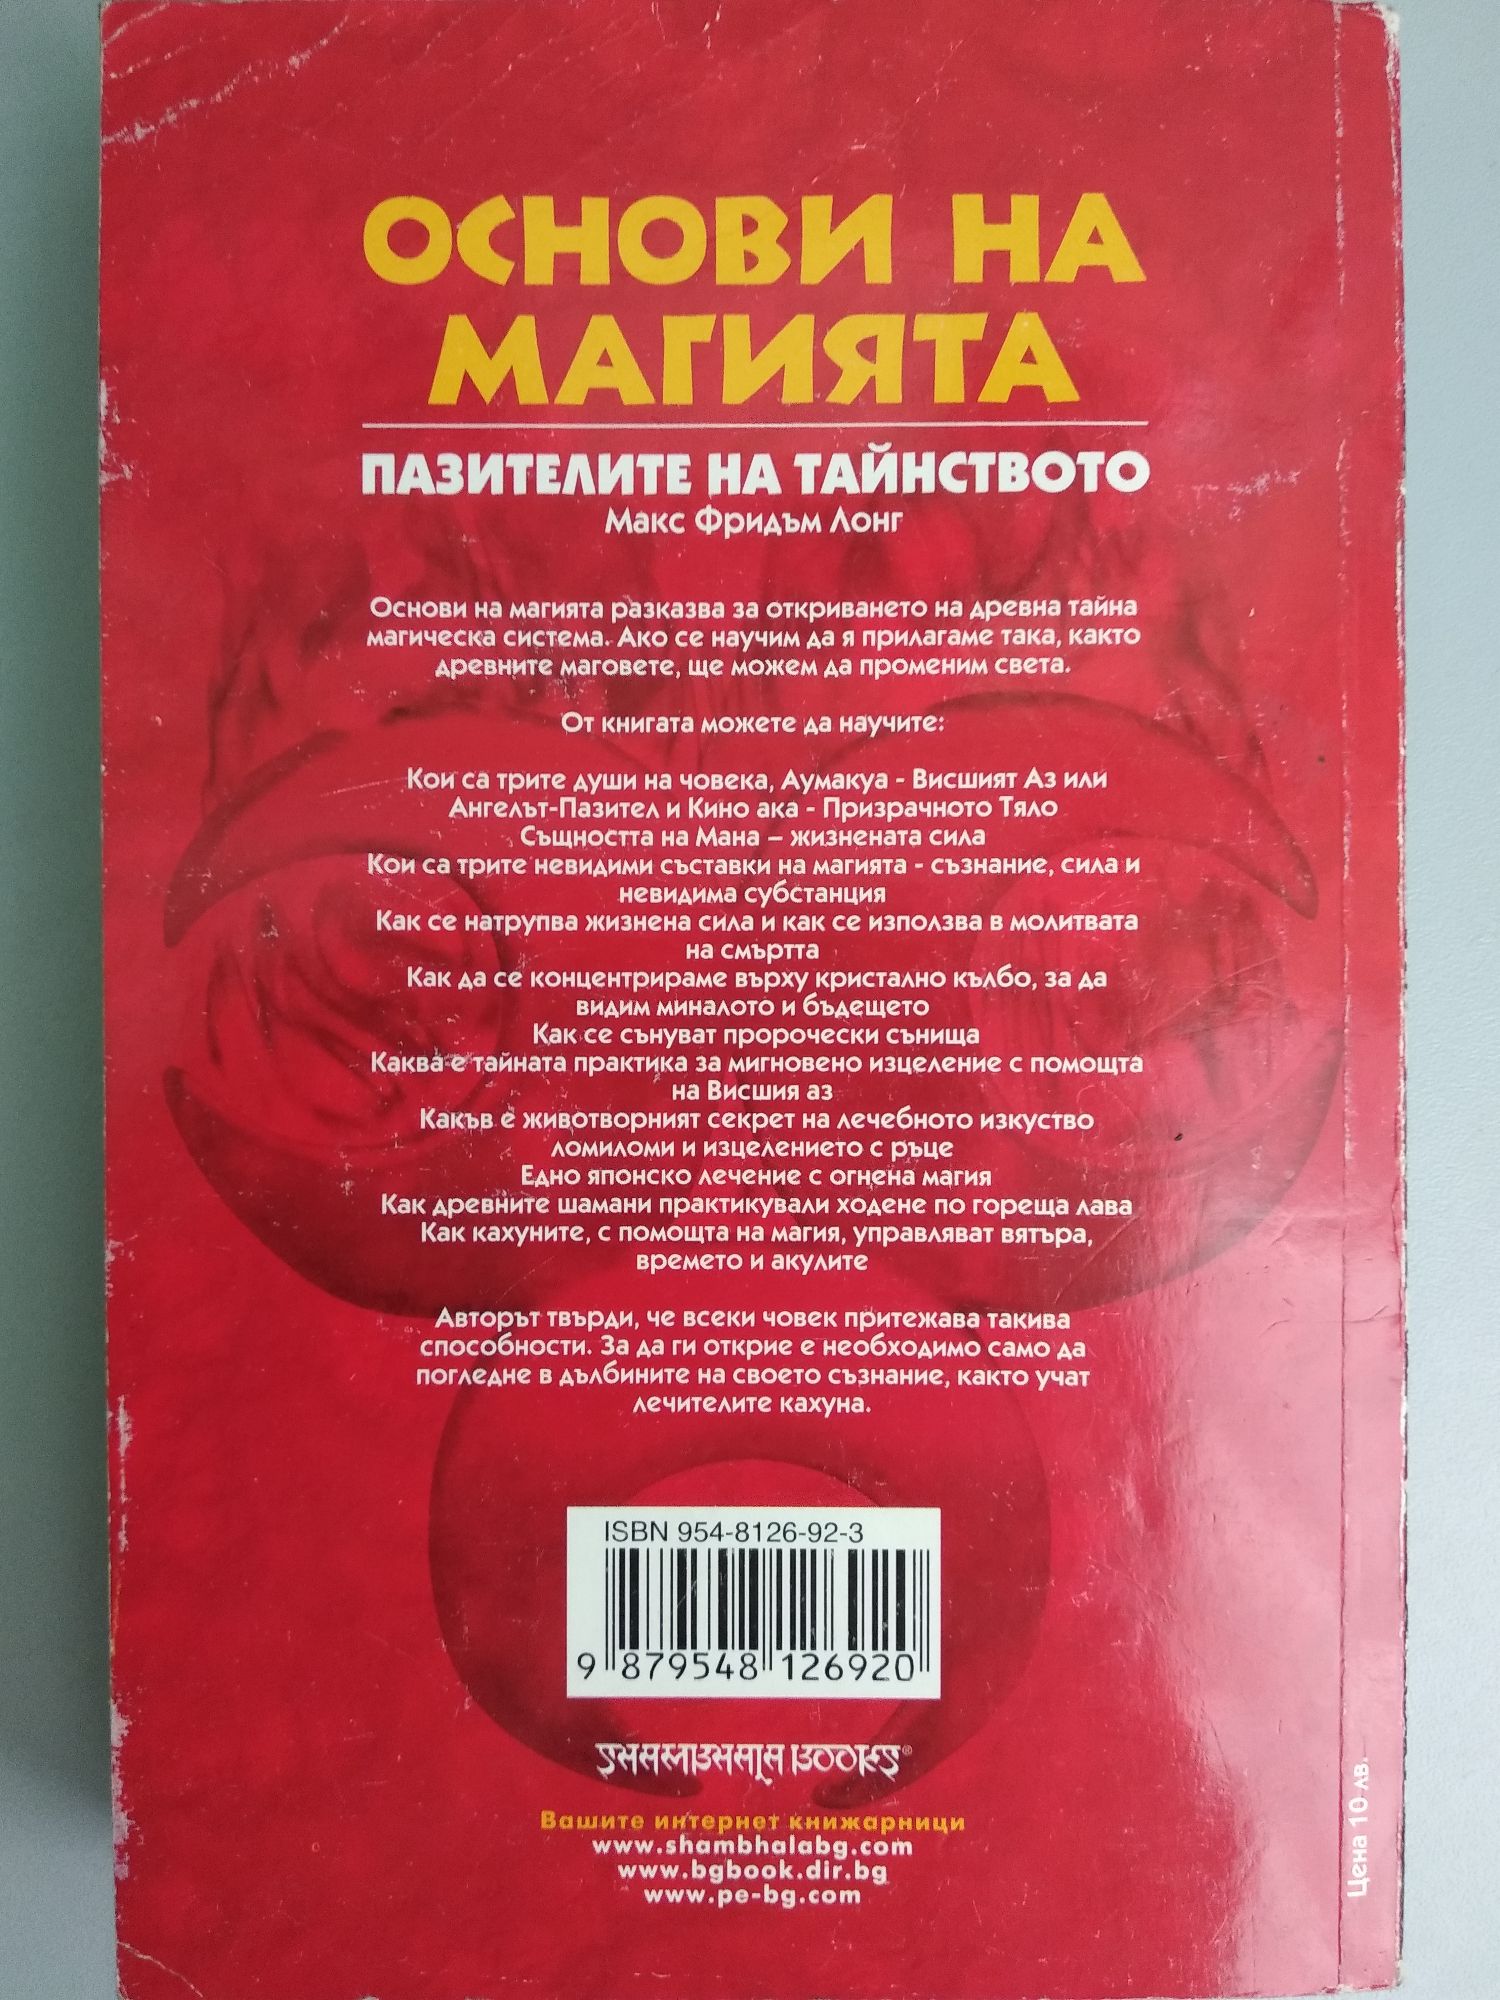 ОСНОВИ НА
МАГИЯТА
ПАЗИТЕЛИТЕ НА ТАЙНСТВОТО
Макс Фридъм Лонг
Основи на магията разказва за откриването на древна тайна
магическа система. Ако се научим да я прилагаме така, както
древните маговете, ще можем да променим света.
От книгата можете да научите:
Кои са трите души на човека, Аумакуа - Висшият Аз или
Ангелът-Пазител и Кино ака - Призрачното Тяло
Същността на Мана – жизнената сила
Кои са трите невидими съставки на магията - съзнание, сила и
невидима субстанция
Как се натрупва жизнена сила и как се използва в молитвата
на смъртта
Как да се концентрираме върху кристално кълбо, за да
видим миналото и бъдещето
Как се сънуват пророчески сънища
Каква е тайната практика за мигновено изцеление с помощта
на Висшия аз
Какъв е животворният секрет на лечебното изкуство
ломиломи и изцелението с ръце
Едно японско лечение с огнена магия
Как древните шамани практикували ходене по гореща лава
Как кахуните, с помощта на магия, управляват вятъра,
времето и акулите
Авторът твърди, че всеки човек притежава такива
способности. За да ги открие е необходимо само да
погледне в дълбините на своето съзнание, както учат
лечителите кахуна.
ISBN 954-8126-92-3
9 879548 126920
SHAMBHALA BOOKS®
Вашите интернет книжарници
www.shambhalabg.com
www.bgbook.dir.bg
www.pe-bg.com
Цена 10 лв.